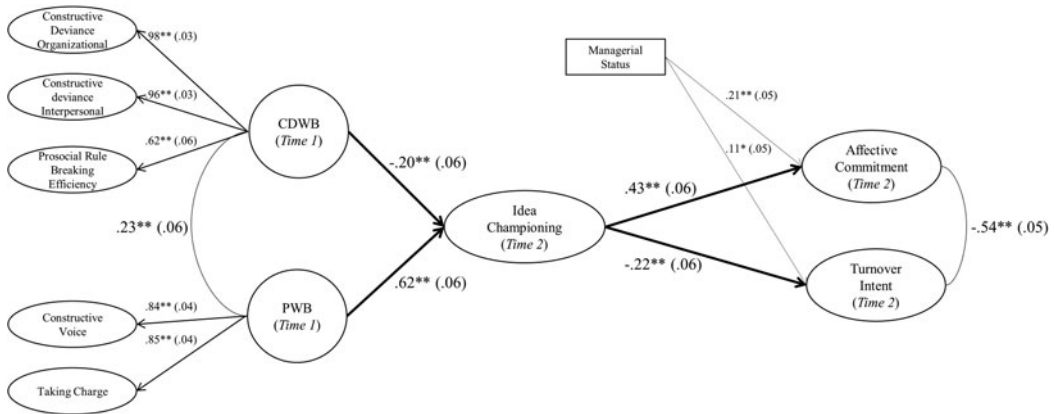 Constructive
Deviance
Organizational
.98** (.03)
Constructive
deviance
Interpersonal
.96** (.03)
Prosocial Rule
Breaking
Efficiency
.62** (.06)
CDWB
(Time 1)
-.20** (.06)
.23** (.06)
Constructive
Voice
.84** (.04)
Taking Charge
.85** (.04)
PWB
(Time 1)
.62** (.06)
Idea
Championing
(Time 2)
Managerial
Status
.21** (.05)
.11* (.05)
.43** (.06)
-.22** (.06)
Affective
Commitment
(Time 2)
-.54** (.05)
Turnover
Intent
(Time 2)